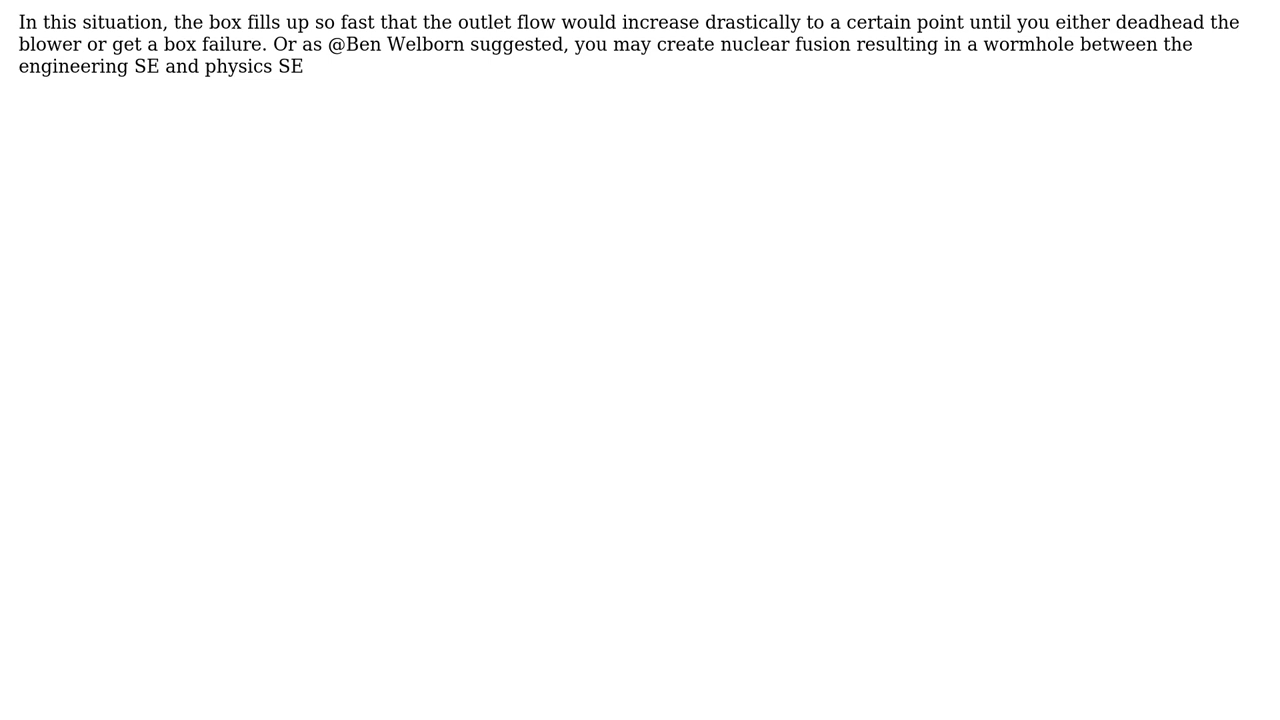 In this situation, the box fills up so fast that the outlet flow would increase drastically to a certain point until you either deadhead the
blower or get a box failure. Or as @Ben Welborn suggested, you may create nuclear fusion resulting in a wormhole between the
engineering SE and physics SE